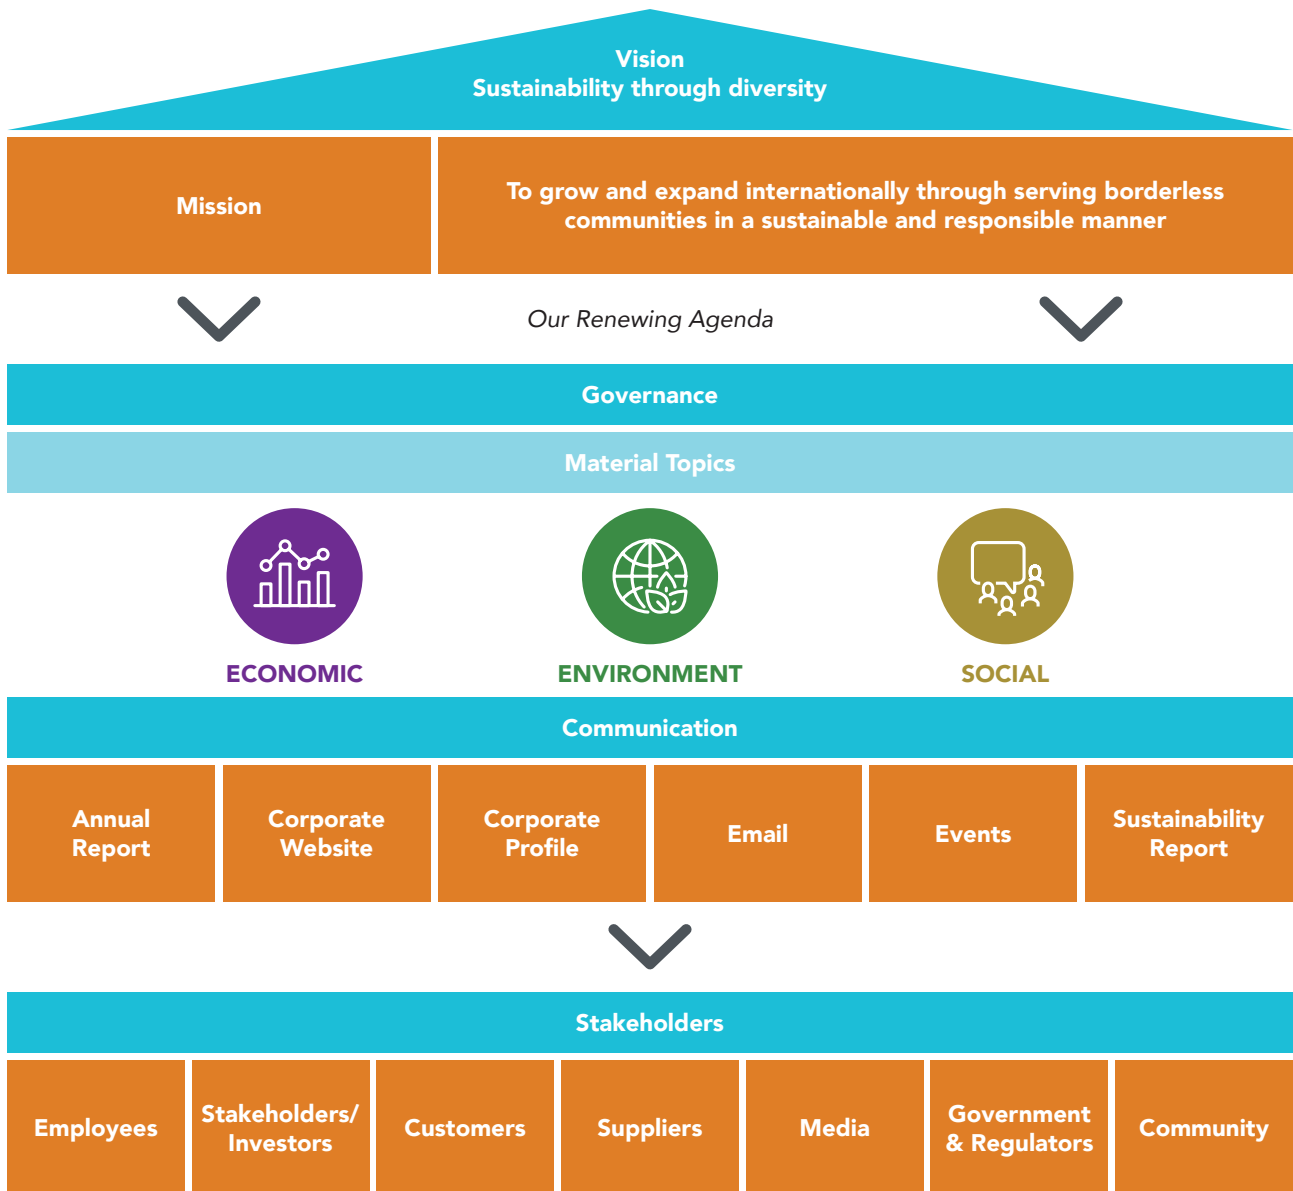 Vision
Sustainability through diversity
Mission
To grow and expand internationally through serving borderless
communities in a sustainable and responsible manner
Our Renewing Agenda
Governance
Material Topics
ECONOMIC
ENVIRONMENT
SOCIAL
Communication
Annual
Report
Corporate
Website
Corporate
Profile
Email
Events
Sustainability
Report
Stakeholders
Employees
Stakeholders/
Investors
Customers
Suppliers
Media
Government
& Regulators
Community